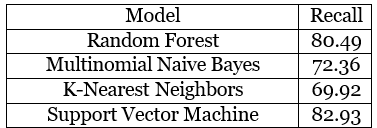 Model Recall
Random Forest 80.49
Multinomial Naive Bayes 72.36
K-Nearest Neighbors 69.92
Support Vector Machine 82.93